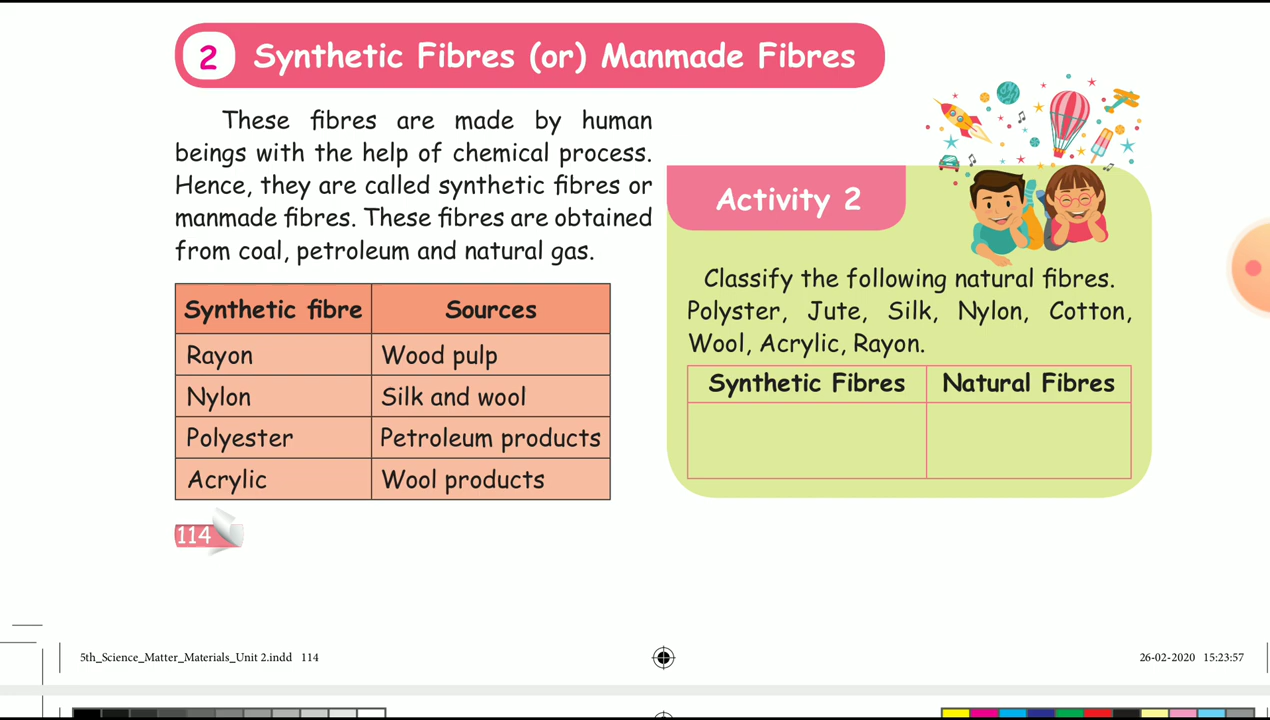 2 Synthetic Fibres (or) Manmade Fibres
These fibres are made by human
beings with the help of chemical process.
Hence, they are called synthetic fibres or
manmade fibres. These fibres are obtained
from coal, petroleum and natural gas.
Synthetic fibre Sources
Rayon Wood pulp
Nylon Silk and wool
Polyester Petroleum products
Acrylic Wool products
114
Activity 2
Classify the following natural fibres.
Polyster, Jute, Silk, Nylon, Cotton,
Wool, Acrylic, Rayon.
Synthetic Fibres Natural Fibres
5th_Science_Matter_Materials_Unit 2.indd 114
26-02-2020 15:23:57